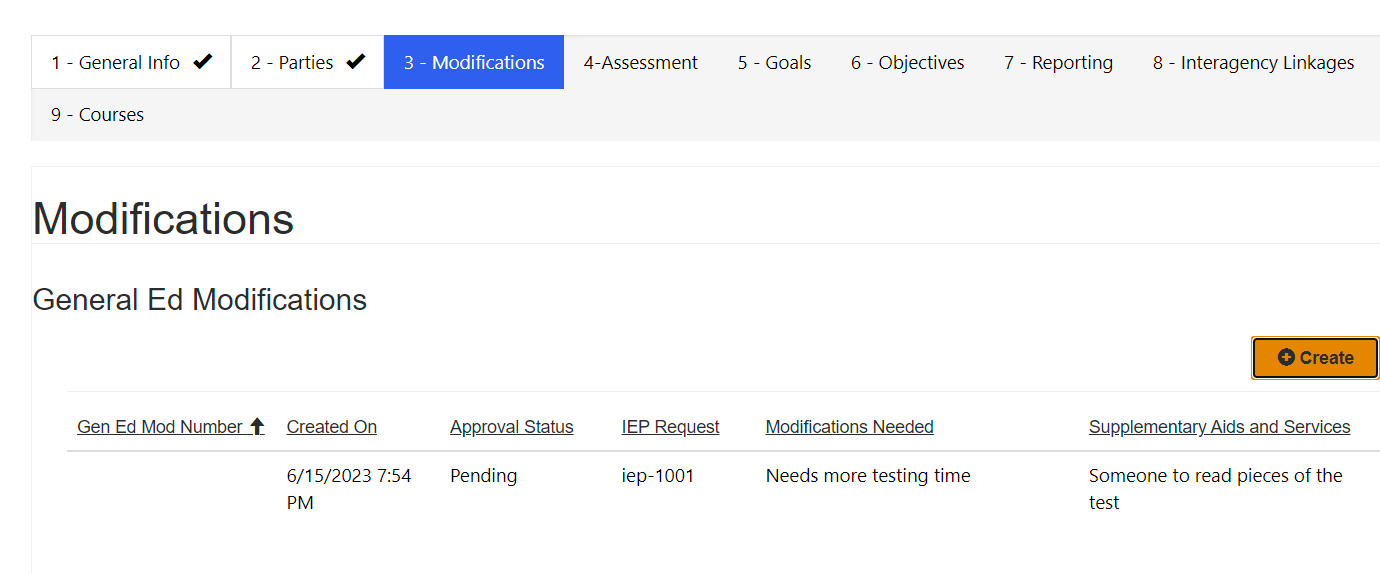 1 - General Info
2 - Parties
3 - Modifications
4-Assessment
5 - Goals
6 - Objectives
7 - Reporting
8 - Interagency Linkages
9 - Courses
Modifications
General Ed Modifications
Create
Gen Ed Mod Number
Created On
Approval Status
IEP Request
Modifications Needed
Supplementary Aids and Services
6/15/2023 7:54
PM
Pending
iep-1001
Needs more testing time
Someone to read pieces of the
test